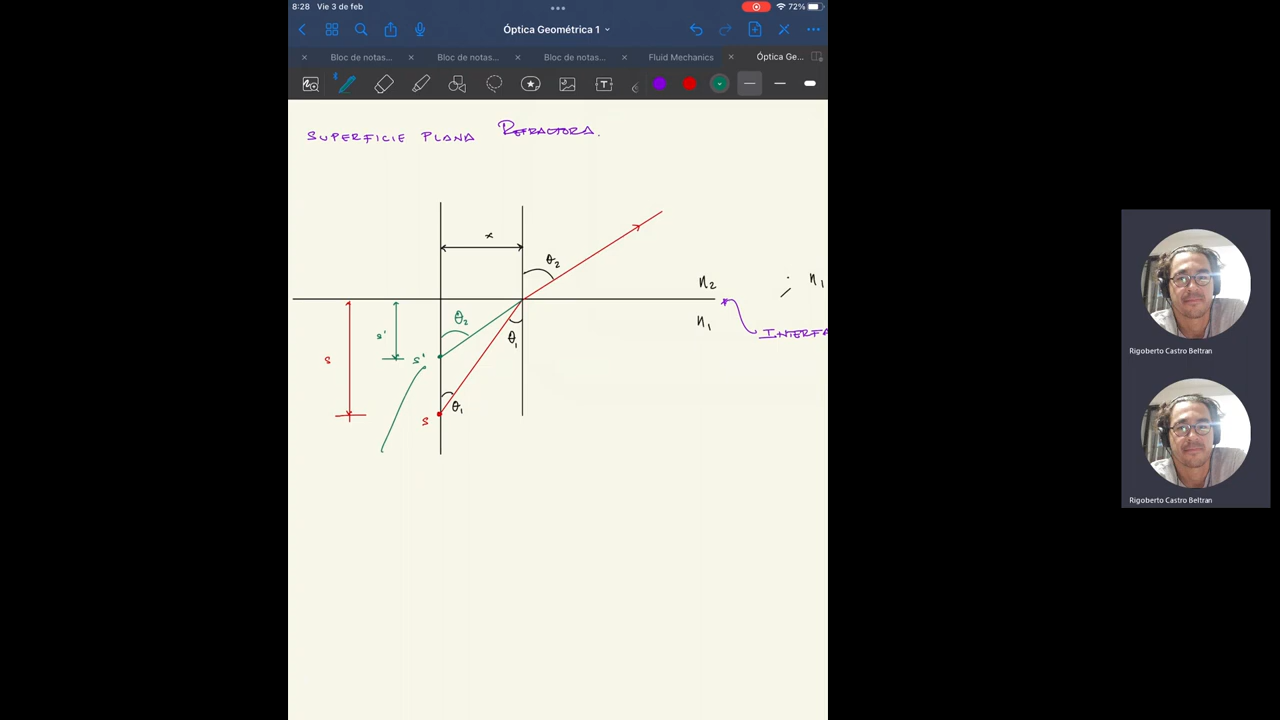 8:28 Vie 3 de feb
72%
Óptica Geométrica 1
Bloc de notas...
Bloc de notas...
Bloc de notas...
Fluid Mechanics
Óptica Ge...
T
SUPERFICIE PLANA REFRACTORA.
x
θ₂
n₂
n₁
n₁
INTERFA
s
s'
θ₂
s'
θ₁
θ₁
s
Rigoberto Castro Beltran
Rigoberto Castro Beltran